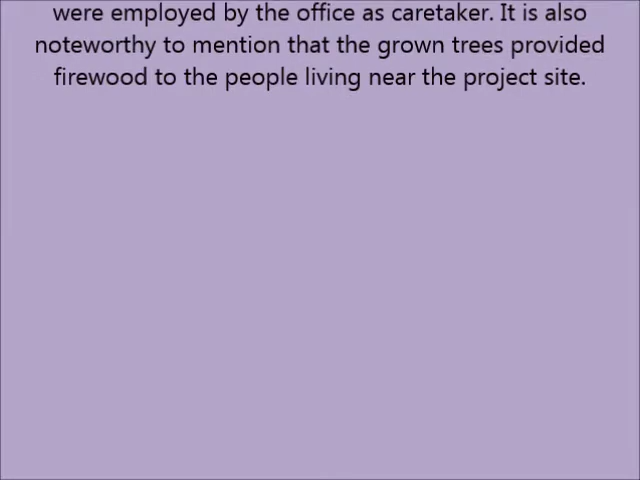 were employed by the office as caretaker. It is also
noteworthy to mention that the grown trees provided
firewood to the people living near the project site.